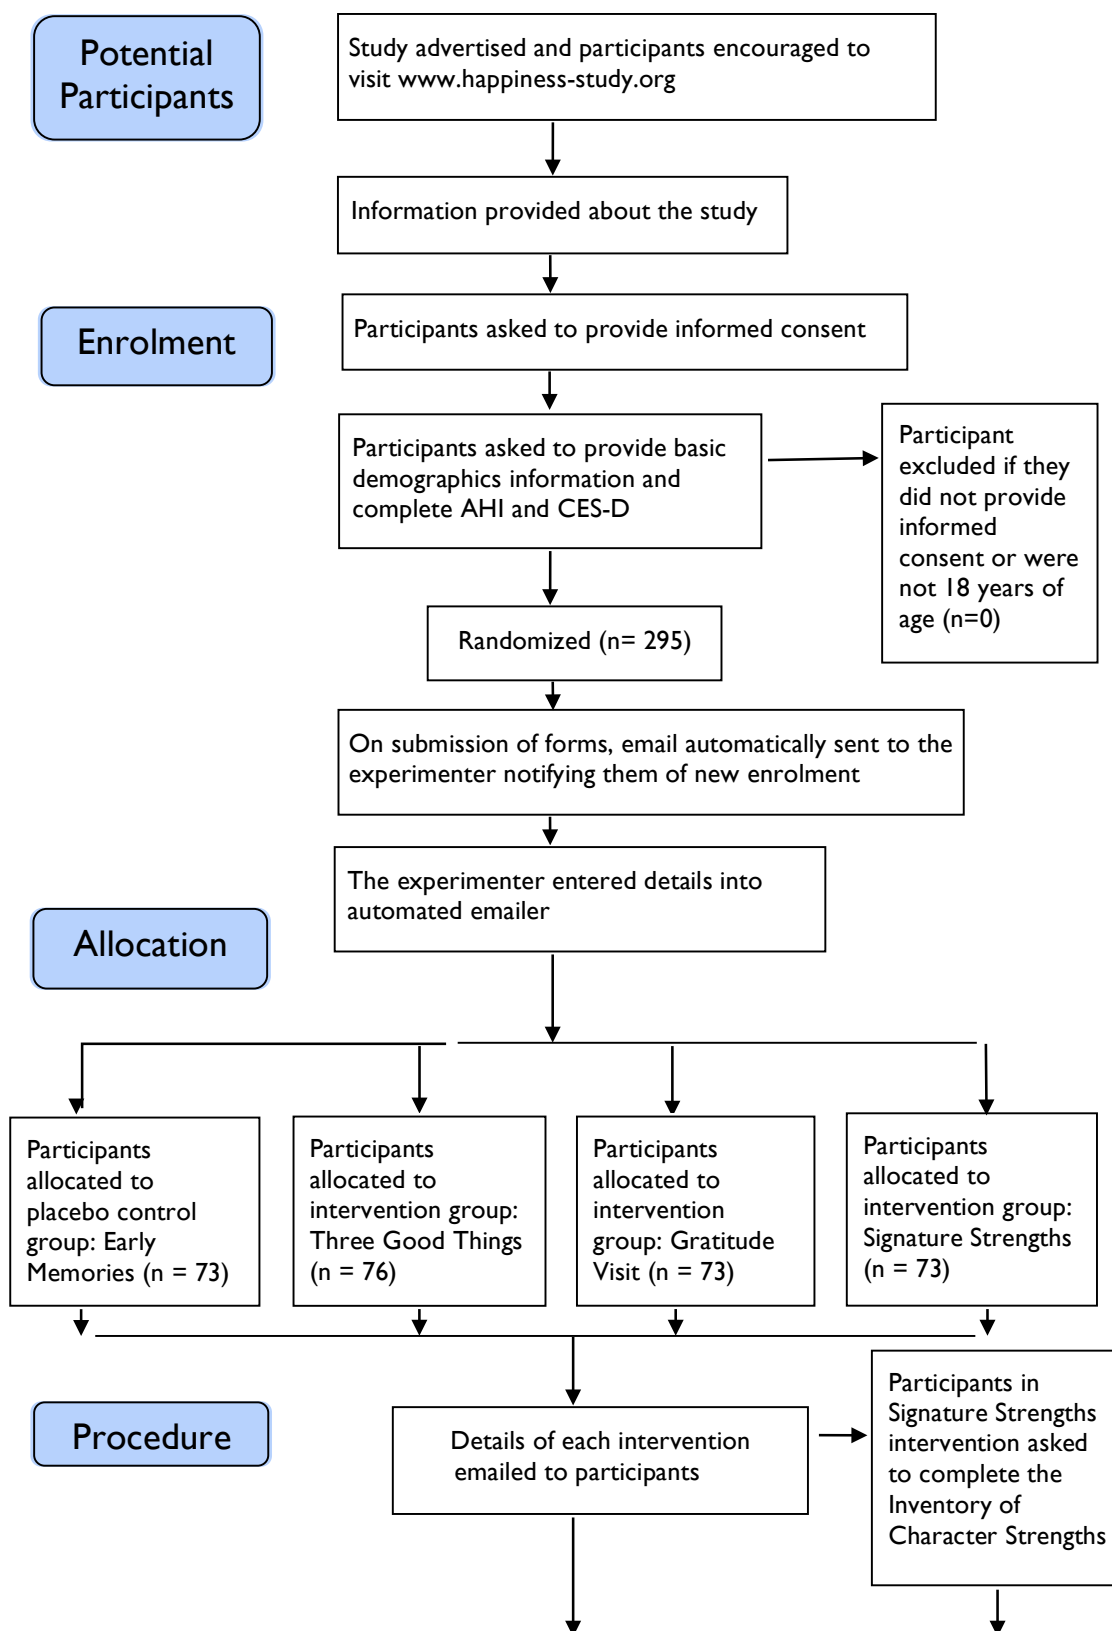 Potential
Participants
Study advertised and participants encouraged to
visit www.happiness-study.org
Information provided about the study
Enrolment
Participants asked to provide informed consent
Participants asked to provide basic
demographics information and
complete AHI and CES-D
Participant
excluded if they
did not provide
informed
consent or were
not 18 years of
age (n=0)
Randomized (n= 295)
On submission of forms, email automatically sent to the
experimenter notifying them of new enrolment
The experimenter entered details into
automated emailer
Allocation
Participants
allocated to
placebo control
group: Early
Memories (n = 73)
Participants
allocated to
intervention group:
Three Good Things
(n = 76)
Participants
allocated to
intervention
group: Gratitude
Visit (n = 73)
Participants
allocated to
intervention group:
Signature Strengths
(n = 73)
Procedure
Details of each intervention
emailed to participants
Participants in
Signature Strengths
intervention asked
to complete the
Inventory of
Character Strengths